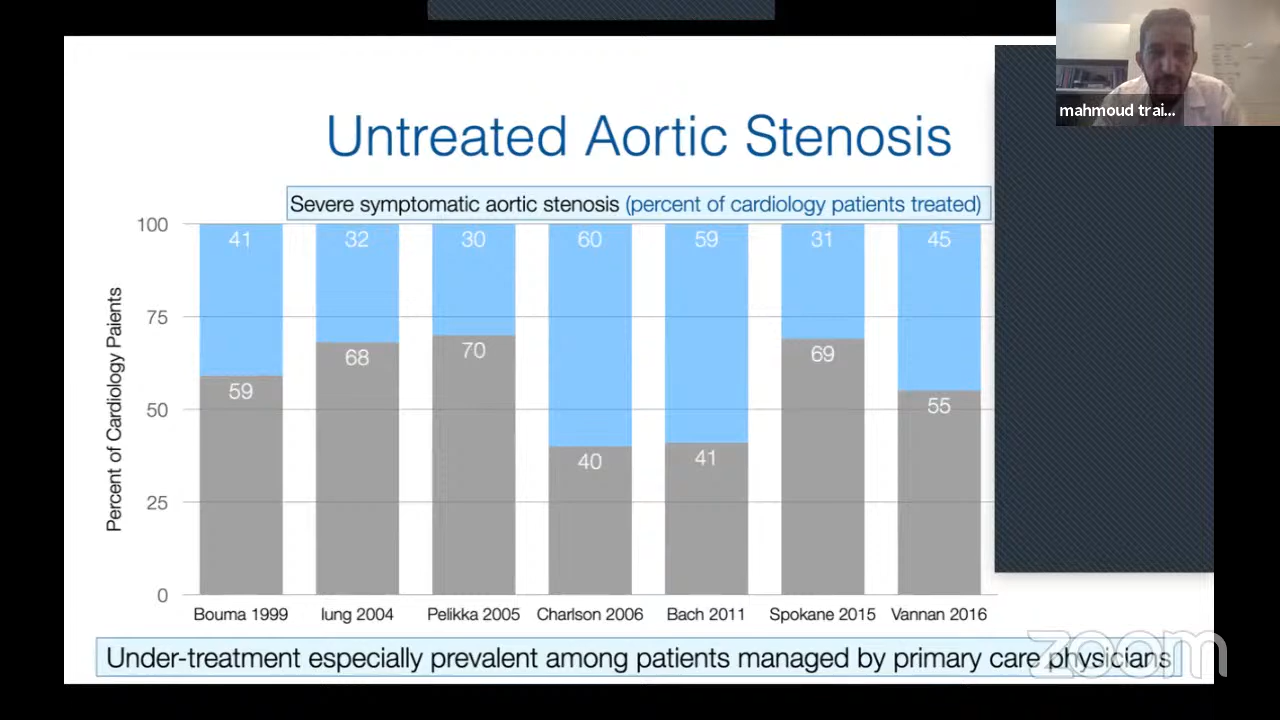 mahmoud trai...
Untreated Aortic Stenosis
Severe symptomatic aortic stenosis (percent of cardiology patients treated)
Percent of Cardiology Paients
100
75
50
25
0
41
32
30
60
59
31
45
59
68
70
40
41
69
55
Bouma 1999
Iung 2004
Pelikka 2005
Charlson 2006
Bach 2011
Spokane 2015
Vannan 2016
Under-treatment especially prevalent among patients managed by primary care physicians
zoom